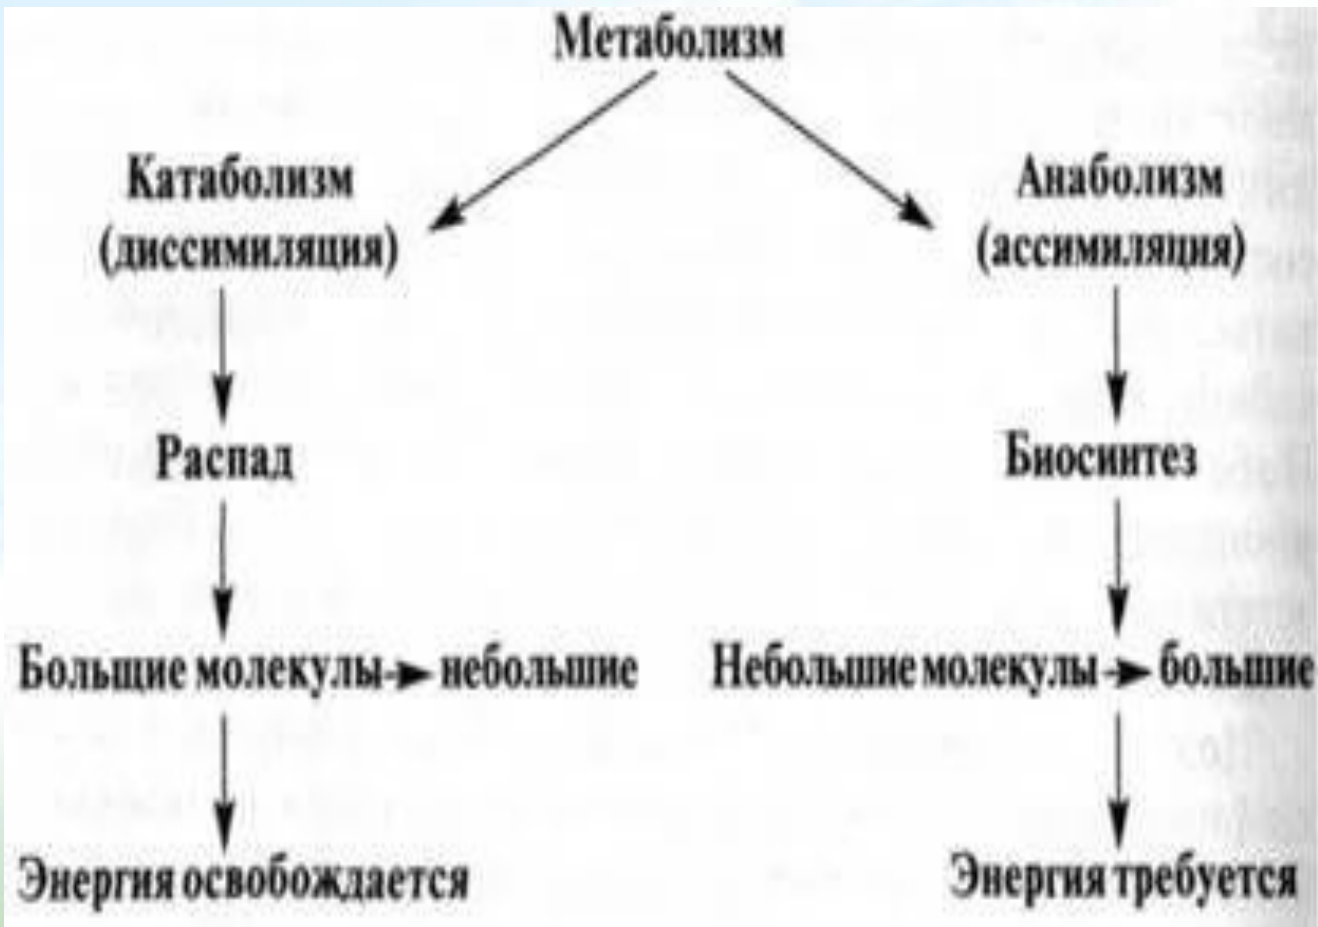 Метаболизм
Катаболизм
(диссимиляция)
Анаболизм
(ассимиляция)
Распад
Биосинтез
Большие молекулы → небольшие
Небольшие молекулы → большие
Энергия освобождается
Энергия требуется